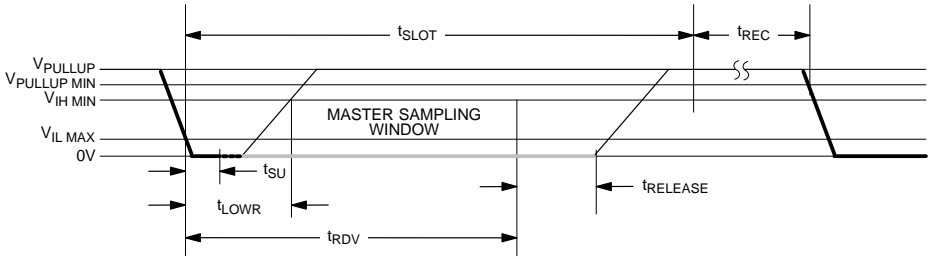 tSLOT
tREC
VPULLUP
VPULLUP MIN
VIH MIN
MASTER SAMPLING
WINDOW
VIL MAX
0V
tSU
tRELEASE
tLOWR
tRDV